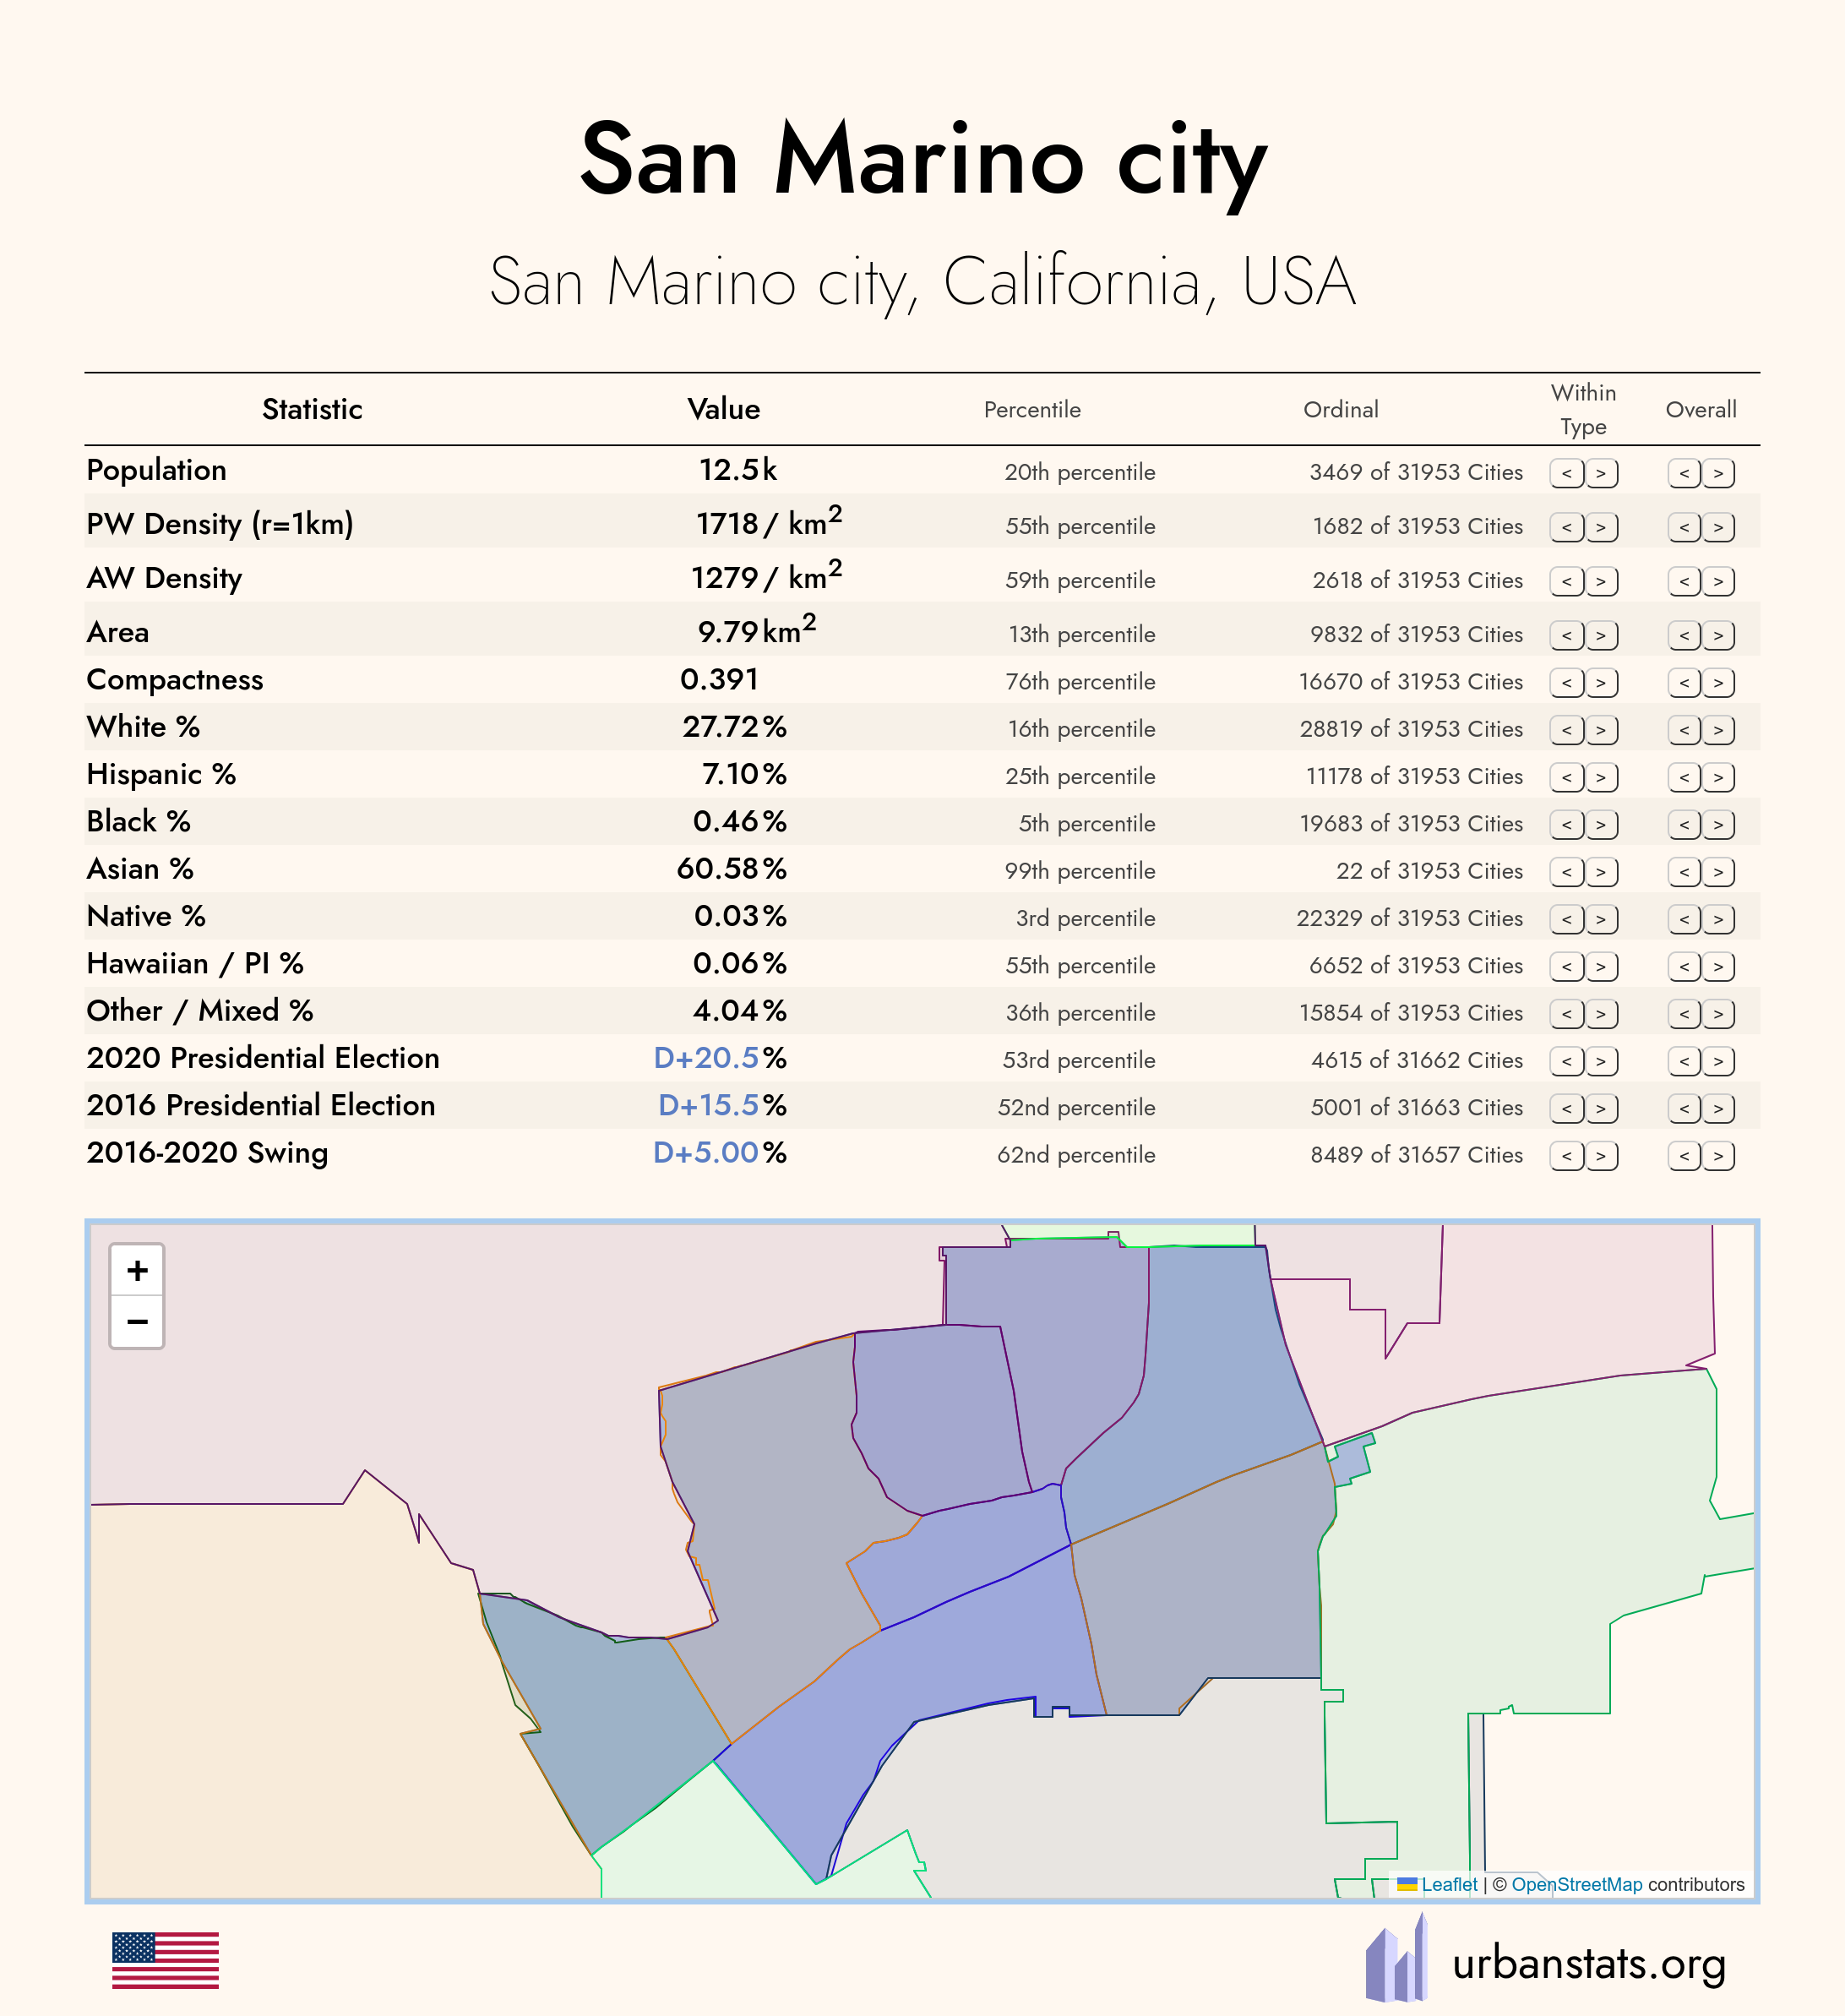 San Marino city
San Marino city, California, USA
Statistic Value Percentile Ordinal Within Type Overall
Population 12.5k 20th percentile 3469 of 31953 Cities < > < >
PW Density (r=1km) 1718/ km² 55th percentile 1682 of 31953 Cities < > < >
AW Density 1279/ km² 59th percentile 2618 of 31953 Cities < > < >
Area 9.79km² 13th percentile 9832 of 31953 Cities < > < >
Compactness 0.391 76th percentile 16670 of 31953 Cities < > < >
White % 27.72% 16th percentile 28819 of 31953 Cities < > < >
Hispanic % 7.10% 25th percentile 11178 of 31953 Cities < > < >
Black % 0.46% 5th percentile 19683 of 31953 Cities < > < >
Asian % 60.58% 99th percentile 22 of 31953 Cities < > < >
Native % 0.03% 3rd percentile 22329 of 31953 Cities < > < >
Hawaiian / PI % 0.06% 55th percentile 6652 of 31953 Cities < > < >
Other / Mixed % 4.04% 36th percentile 15854 of 31953 Cities < > < >
2020 Presidential Election D+20.5% 53rd percentile 4615 of 31662 Cities < > < >
2016 Presidential Election D+15.5% 52nd percentile 5001 of 31663 Cities < > < >
2016-2020 Swing D+5.00% 62nd percentile 8489 of 31657 Cities < > < >
+
−
Leaflet | © OpenStreetMap contributors
urbanstats.org